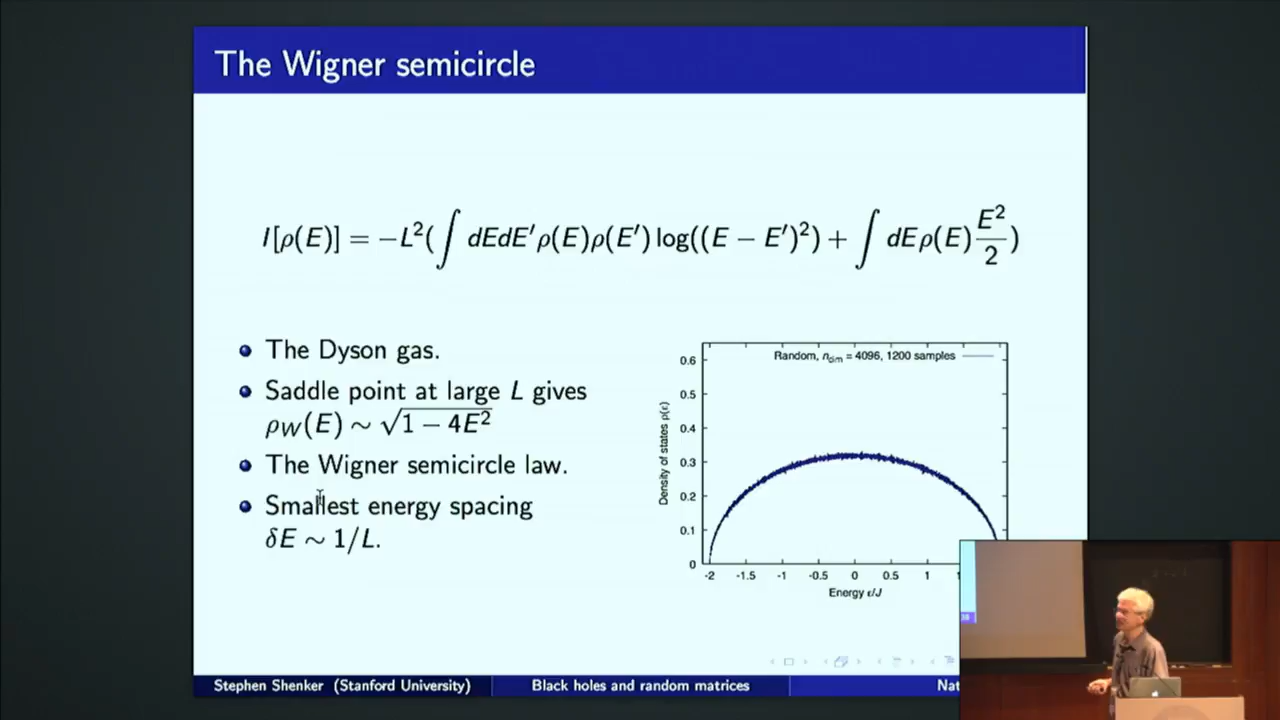 The Wigner semicircle
I[ρ(E)] = −L²(∫ dEdE′ρ(E)ρ(E′) log((E − E′)²) + ∫ dEρ(E) E²/2)
The Dyson gas.
Saddle point at large L gives
ρ_W(E) ∼ √(1 − 4E²)
The Wigner semicircle law.
Smallest energy spacing
δE ∼ 1/L.
Random, n_dim = 4096, 1200 samples
Density of states ρ(ε)
0.6
0.5
0.4
0.3
0.2
0.1
0
-2 -1.5 -1 -0.5 0 0.5 1
Energy ε/J
Stephen Shenker (Stanford University) Black holes and random matrices